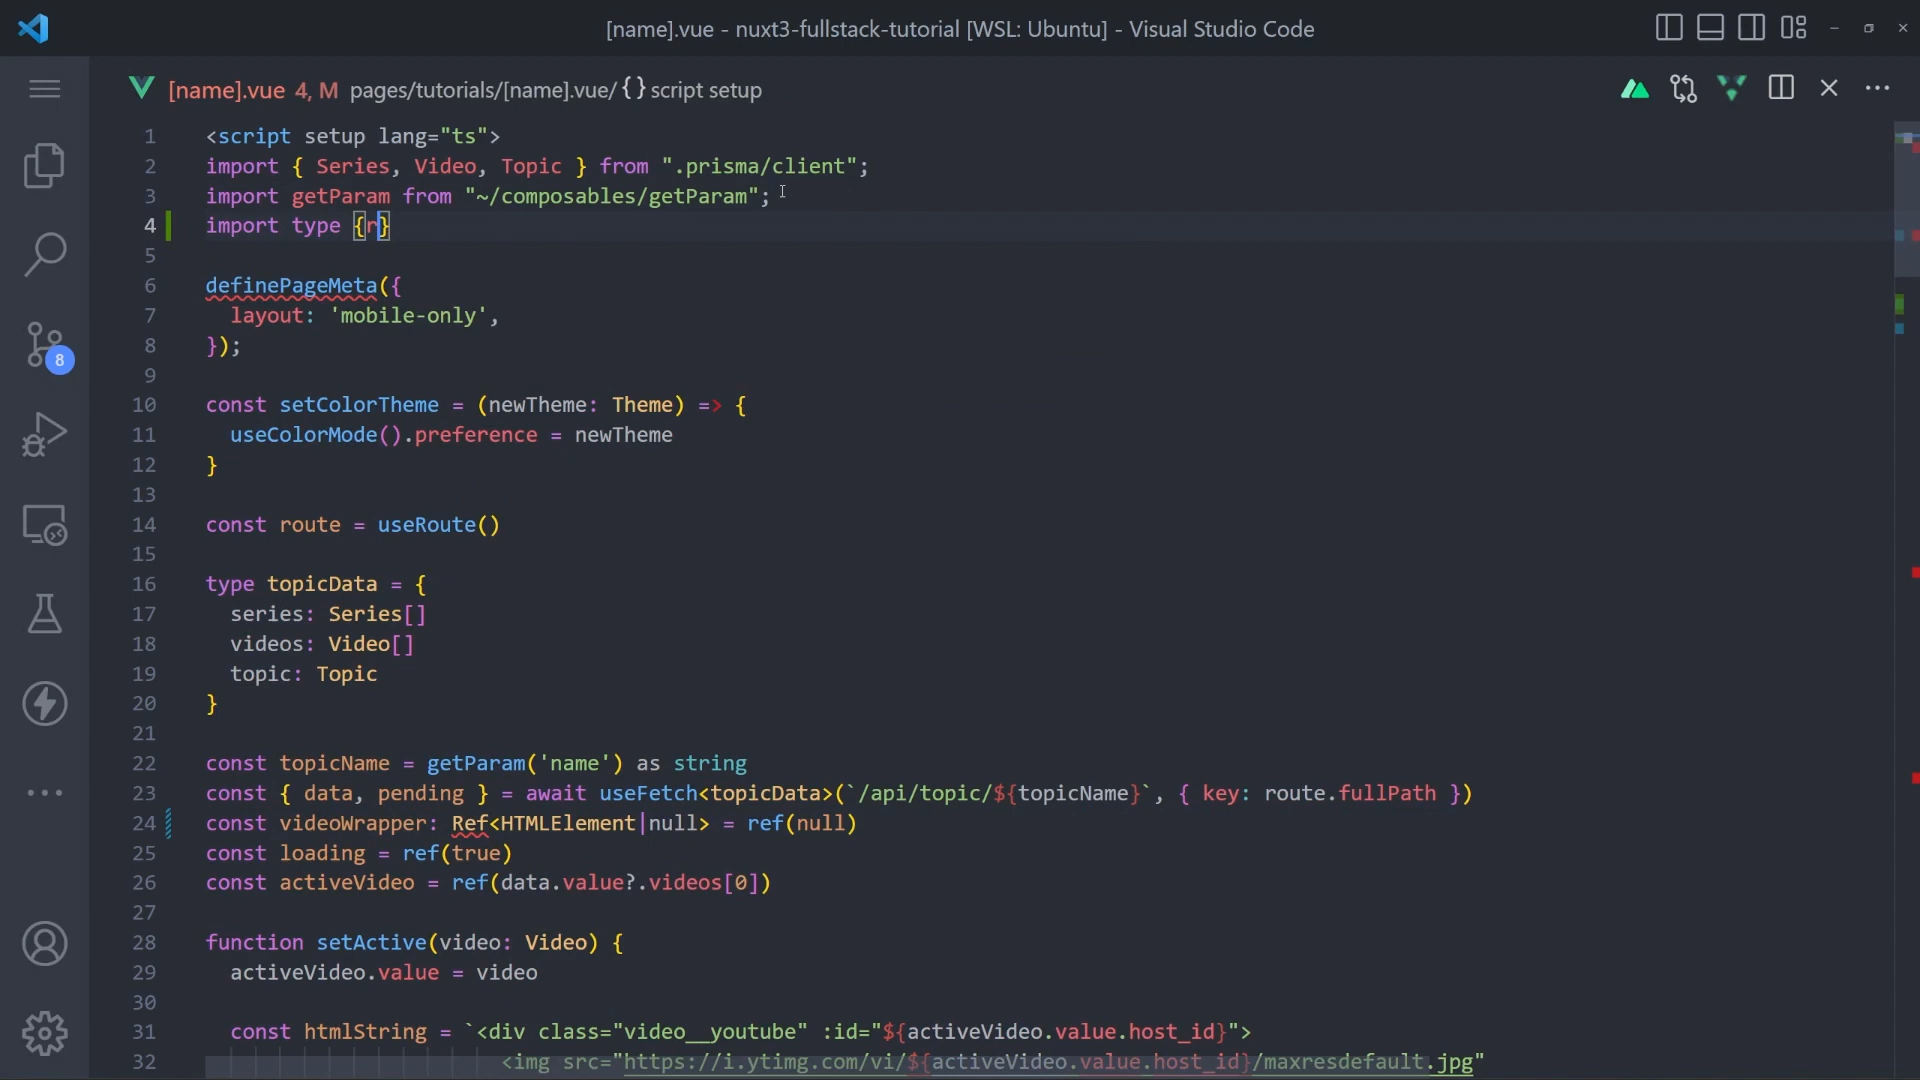 [name].vue - nuxt3-fullstack-tutorial [WSL: Ubuntu] - Visual Studio Code
[name].vue 4, M pages/tutorials/[name].vue/ {} script setup
1 <script setup lang="ts">
2 import { Series, Video, Topic } from ".prisma/client";
3 import getParam from "~/composables/getParam";
4 import type {r}
5
6 definePageMeta({
7 layout: 'mobile-only',
8 });
9
10 const setColorTheme = (newTheme: Theme) => {
11 useColorMode().preference = newTheme
12 }
13
14 const route = useRoute()
15
16 type topicData = {
17 series: Series[]
18 videos: Video[]
19 topic: Topic
20 }
21
22 const topicName = getParam('name') as string
23 const { data, pending } = await useFetch<topicData>(`/api/topic/${topicName}`, { key: route.fullPath })
24 const videoWrapper: Ref<HTMLElement|null> = ref(null)
25 const loading = ref(true)
26 const activeVideo = ref(data.value?.videos[0])
27
28 function setActive(video: Video) {
29 activeVideo.value = video
30
31 const htmlString = `<div class="video__youtube" :id="${activeVideo.value.host_id}">
32 <img src="https://i.ytimg.com/vi/${activeVideo.value.host_id}/maxresdefault.jpg"
8